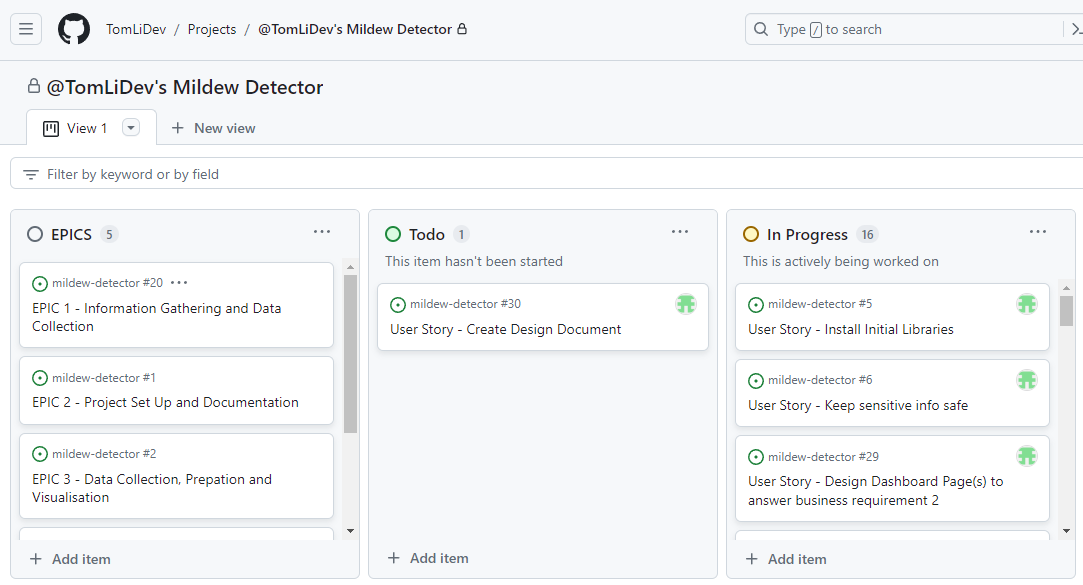 TomLiDev / Projects / @TomLiDev's Mildew Detector
Type / to search
@TomLiDev's Mildew Detector
View 1
New view
Filter by keyword or by field
EPICS 5
mildew-detector #20
EPIC 1 - Information Gathering and Data
Collection
mildew-detector #1
EPIC 2 - Project Set Up and Documentation
mildew-detector #2
EPIC 3 - Data Collection, Prepation and
Visualisation
Add item
Todo 1
This item hasn't been started
mildew-detector #30
User Story - Create Design Document
Add item
In Progress 16
This is actively being worked on
mildew-detector #5
User Story - Install Initial Libraries
mildew-detector #6
User Story - Keep sensitive info safe
mildew-detector #29
User Story - Design Dashboard Page(s) to
answer business requirement 2
Add item